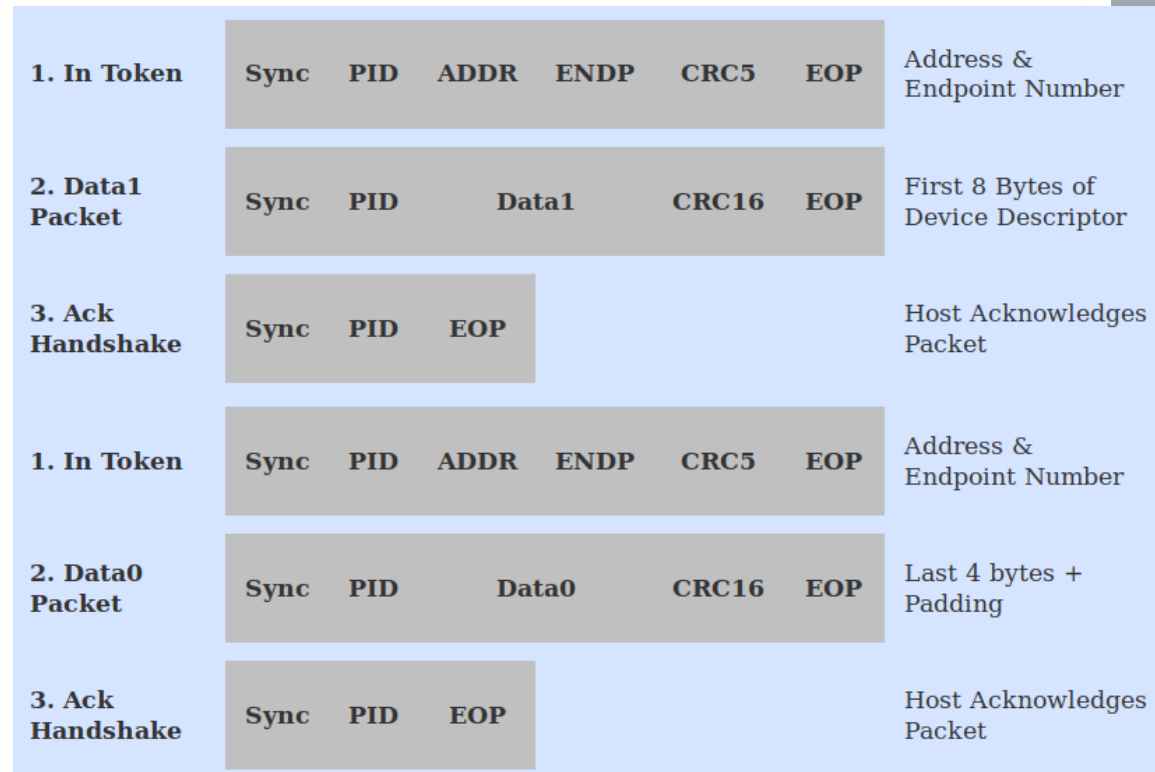 1. In Token Sync PID ADDR ENDP CRC5 EOP Address &
Endpoint Number
2. Data1
Packet Sync PID Data1 CRC16 EOP First 8 Bytes of
Device Descriptor
3. Ack
Handshake Sync PID EOP Host Acknowledges
Packet
1. In Token Sync PID ADDR ENDP CRC5 EOP Address &
Endpoint Number
2. Data0
Packet Sync PID Data0 CRC16 EOP Last 4 bytes +
Padding
3. Ack
Handshake Sync PID EOP Host Acknowledges
Packet